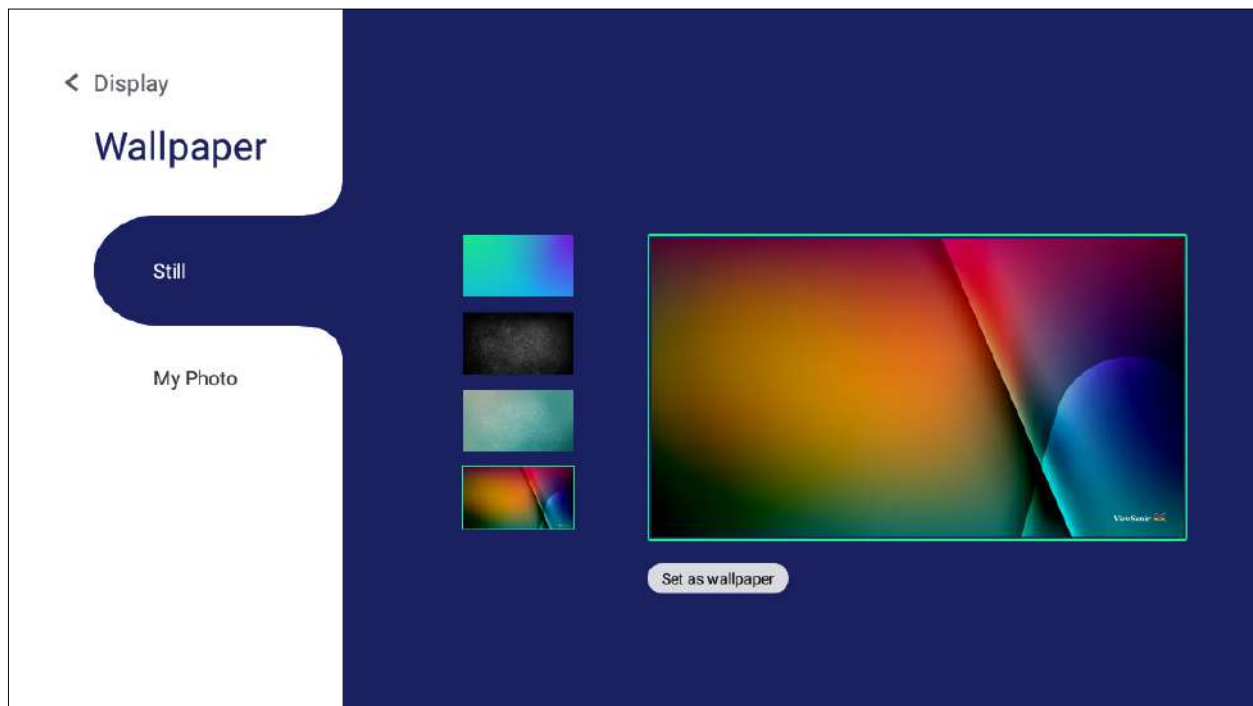 Display
Wallpaper
Still
My Photo
ViewSonic
Set as wallpaper